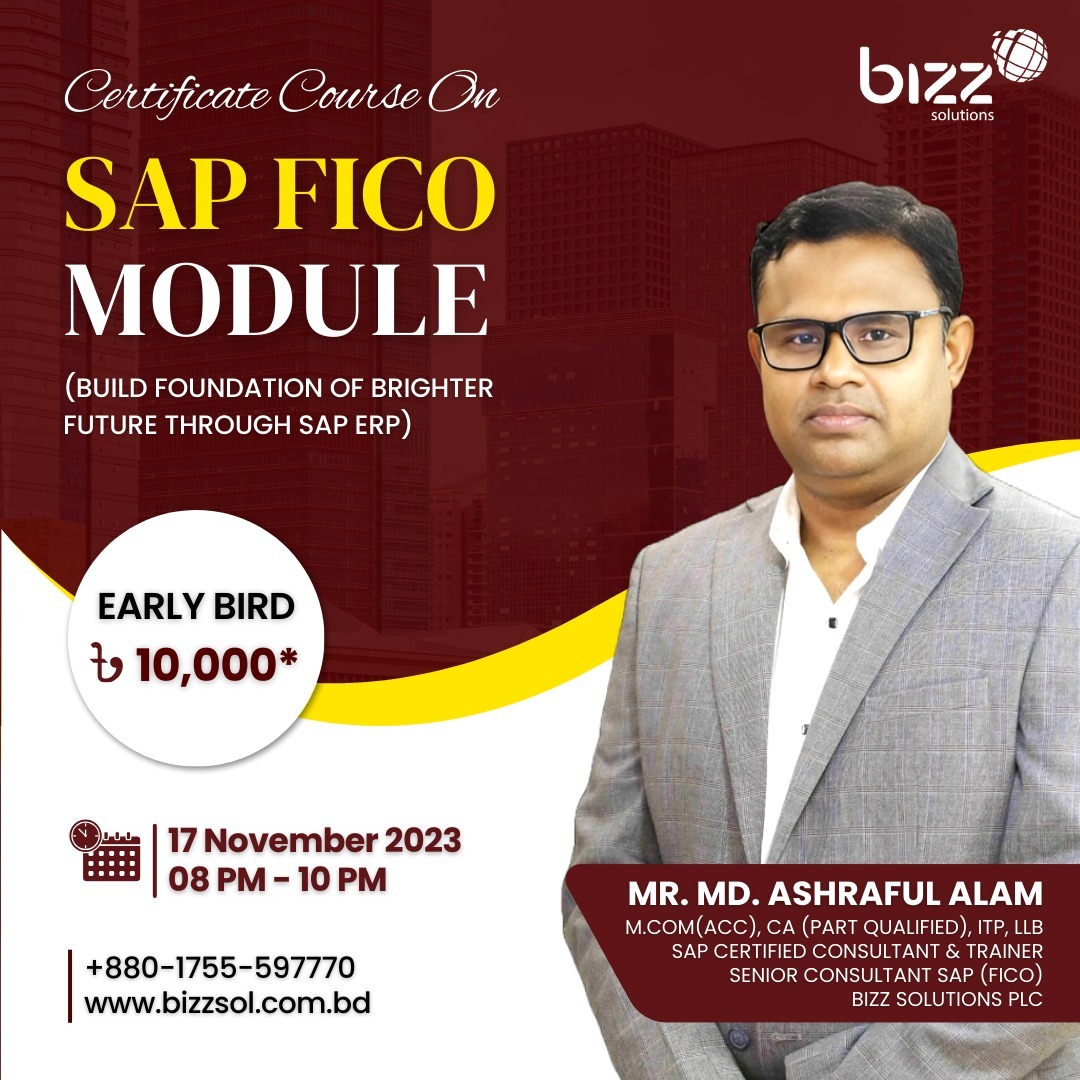 bizz
solutions
Certificate Course On
SAP FICO
MODULE
(BUILD FOUNDATION OF BRIGHTER
FUTURE THROUGH SAP ERP)
EARLY BIRD
৳ 10,000*
17 November 2023
08 PM – 10 PM
+880-1755-597770
www.bizzsol.com.bd
MR. MD. ASHRAFUL ALAM
M.COM(ACC), CA (PART QUALIFIED), ITP, LLB
SAP CERTIFIED CONSULTANT & TRAINER
SENIOR CONSULTANT SAP (FICO)
BIZZ SOLUTIONS PLC